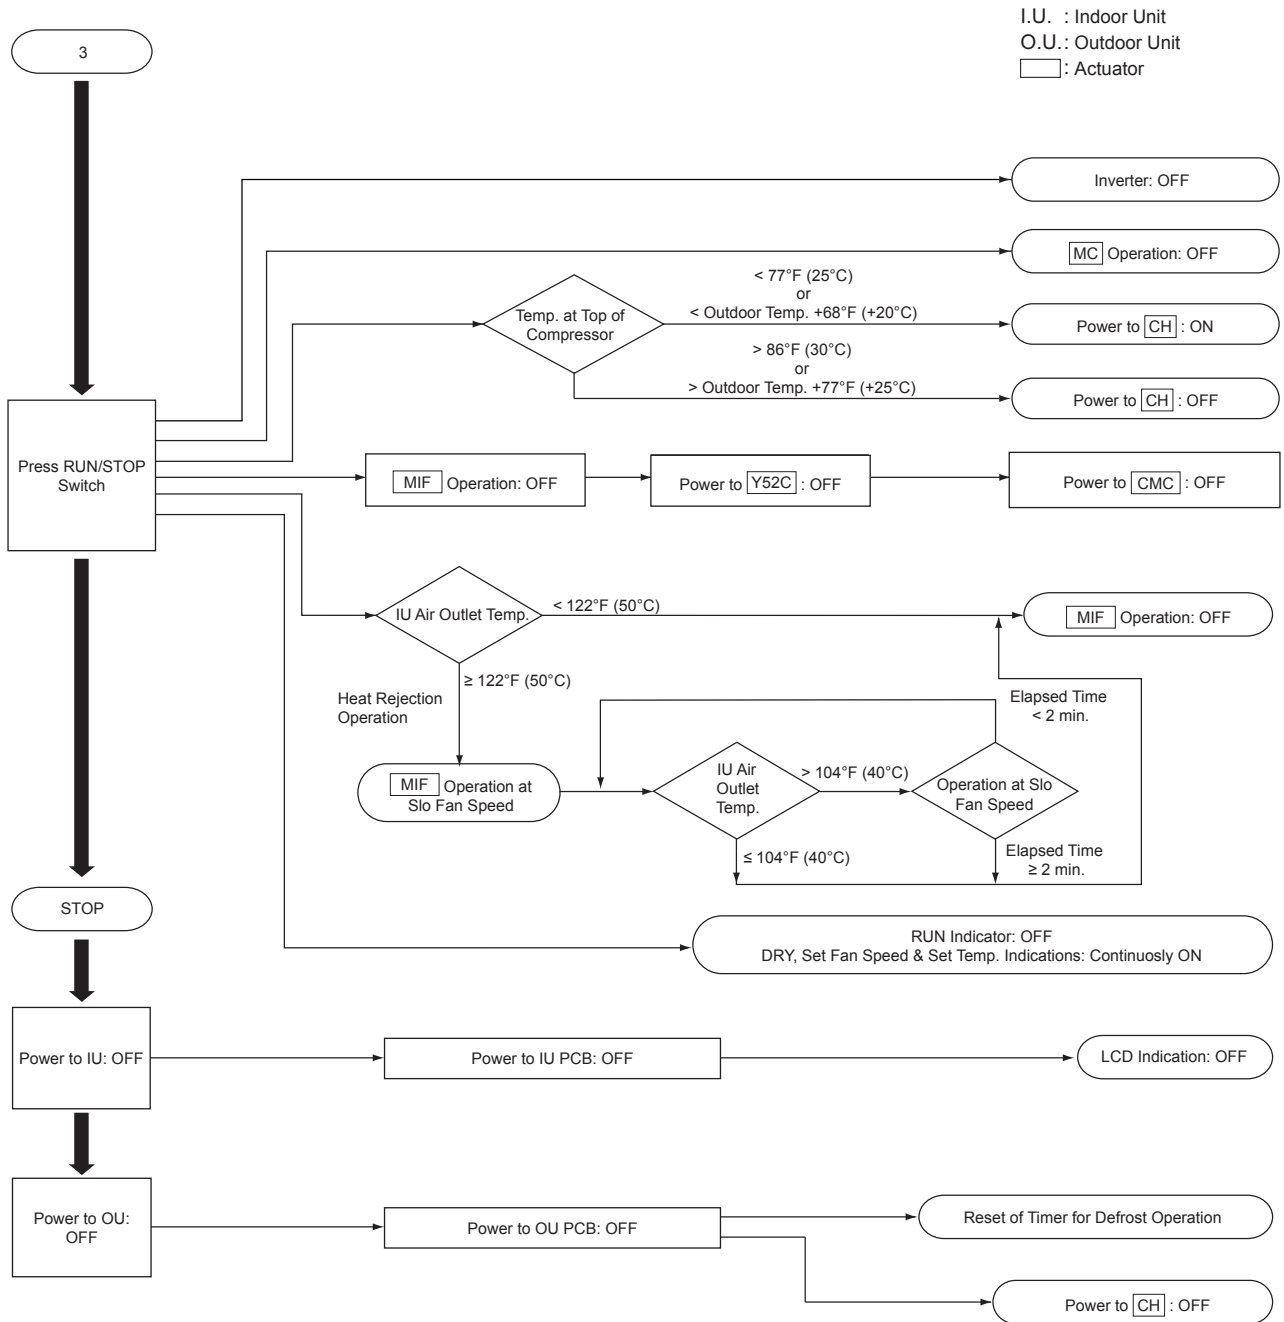 I.U. : Indoor Unit
O.U.: Outdoor Unit
: Actuator
3
Inverter: OFF
MC Operation: OFF
Temp. at Top of
Compressor
< 77°F (25°C)
or
< Outdoor Temp. +68°F (+20°C)
Power to CH : ON
> 86°F (30°C)
or
> Outdoor Temp. +77°F (+25°C)
Power to CH : OFF
Press RUN/STOP
Switch
MIF Operation: OFF
Power to Y52C : OFF
Power to CMC : OFF
IU Air Outlet Temp.
< 122°F (50°C)
MIF Operation: OFF
≥ 122°F (50°C)
Heat Rejection
Operation
Elapsed Time
< 2 min.
MIF Operation at
Slo Fan Speed
IU Air
Outlet
Temp.
> 104°F (40°C)
Operation at Slo
Fan Speed
≤ 104°F (40°C)
Elapsed Time
≥ 2 min.
STOP
RUN Indicator: OFF
DRY, Set Fan Speed & Set Temp. Indications: Continuosly ON
Power to IU: OFF
Power to IU PCB: OFF
LCD Indication: OFF
Power to OU:
OFF
Power to OU PCB: OFF
Reset of Timer for Defrost Operation
Power to CH : OFF